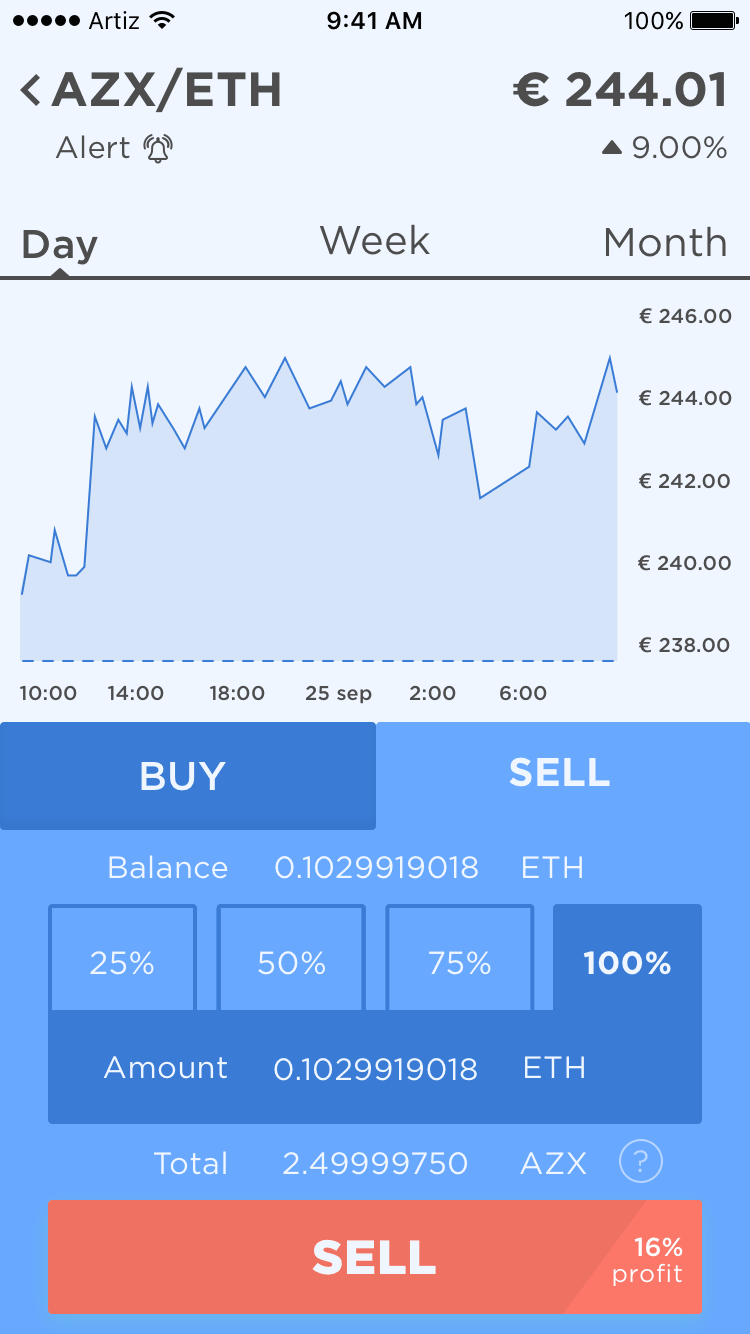 Artiz 9:41 AM 100%
AZX/ETH € 244.01
Alert 9.00%
Day Week Month
€ 246.00
€ 244.00
€ 242.00
€ 240.00
€ 238.00
10:00 14:00 18:00 25 sep 2:00 6:00
BUY SELL
Balance 0.1029919018 ETH
25% 50% 75% 100%
Amount 0.1029919018 ETH
Total 2.49999750 AZX ?
SELL 16%
profit